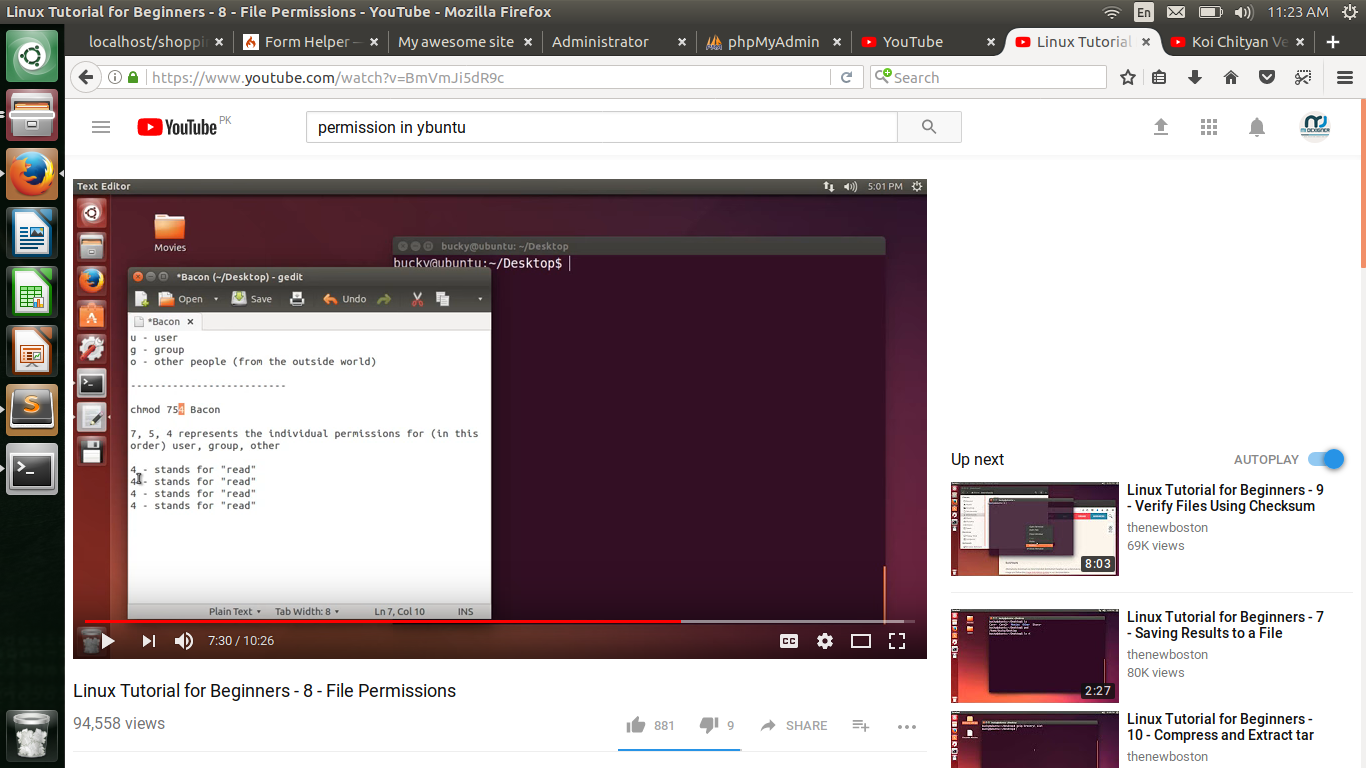 Linux Tutorial for Beginners - 8 - File Permissions - YouTube - Mozilla Firefox
En
11:23 AM
localhost/shoppi
Form Helper —
My awesome site
Administrator
phpMyAdmin
YouTube
Linux Tutorial
Koi Chityan Ve
https://www.youtube.com/watch?v=BmVmJi5dR9c
Search
YouTube PK
permission in ybuntu
Text Editor
5:01 PM
Movies
bucky@ubuntu: ~/Desktop
bucky@ubuntu:~/Desktop$
*Bacon (~/Desktop) - gedit
Open
Save
Undo
*Bacon
u - user
g - group
o - other people (from the outside world)
--------------------------
chmod 754 Bacon
7, 5, 4 represents the individual permissions for (in this
order) user, group, other
4 - stands for "read"
4 - stands for "read"
4 - stands for "read"
4 - stands for "read"
Plain Text
Tab Width: 8
Ln 7, Col 10
INS
7:30 / 10:26
CC
Linux Tutorial for Beginners - 8 - File Permissions
94,558 views
881
9
SHARE
Up next
AUTOPLAY
8:03
Linux Tutorial for Beginners - 9
- Verify Files Using Checksum
thenewboston
69K views
2:27
Linux Tutorial for Beginners - 7
- Saving Results to a File
thenewboston
80K views
Linux Tutorial for Beginners -
10 - Compress and Extract tar
thenewboston